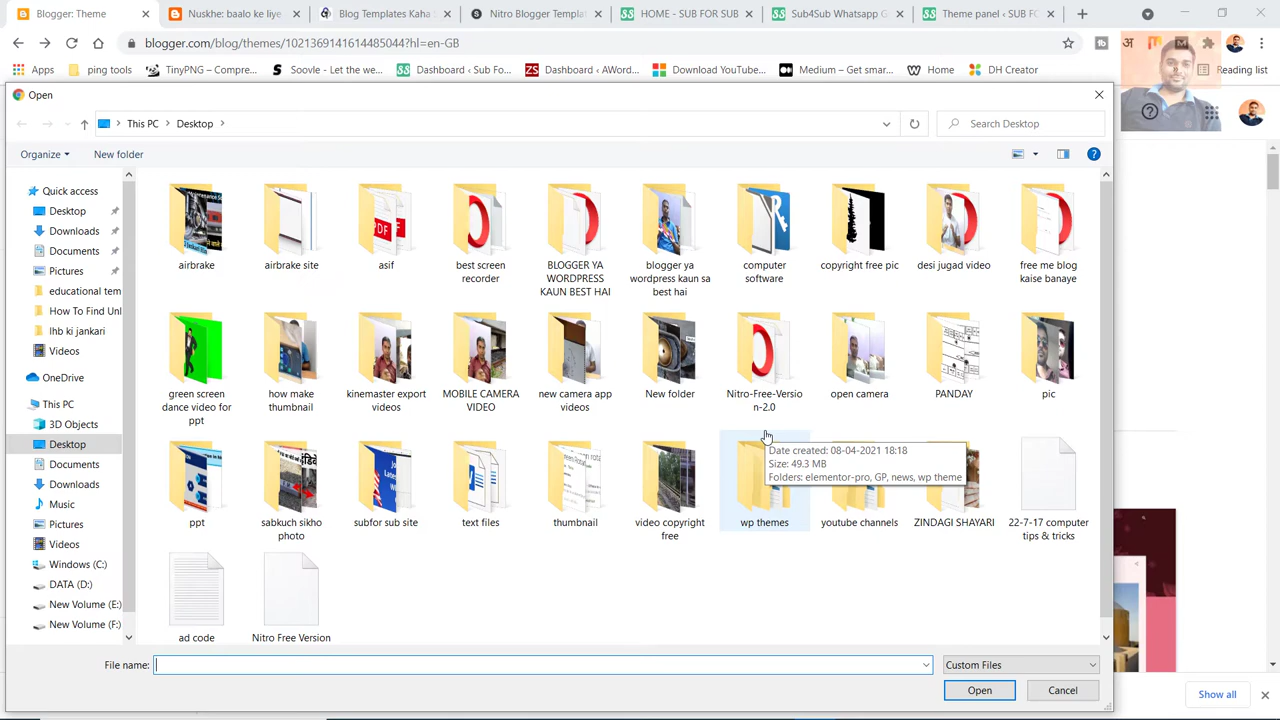 Blogger: Theme
Nuskhe: baalo ke liye
Blog Templates Kaha S
Nitro Blogger Templat
HOME - SUB FOR SUB
Sub4Sub Whatsapp G
Theme panel ‹ SUB FO
blogger.com/blog/themes/1021369141614485044?hl=en-GB
Apps
ping tools
TinyPNG – Compre...
Soovle - Let the we...
Dashboard ‹ Sub Fo...
Dashboard ‹ AWord...
Download YouTube...
Medium – Get smar...
Home
DH Creator
Reading list
Open
This PC
Desktop
Search Desktop
Organize
New folder
Quick access
Desktop
Downloads
Documents
Pictures
educational tem
How To Find Unl
lhb ki jankari
Videos
OneDrive
This PC
3D Objects
Desktop
Documents
Downloads
Music
Pictures
Videos
Windows (C:)
DATA (D:)
New Volume (E:)
New Volume (F:)
airbrake
airbrake site
asif
best screen
recorder
BLOGGER YA
WORDPRESS
KAUN BEST HAI
blogger ya
wordpress kaun sa
best hai
computer
software
copyright free pic
desi jugad video
free me blog
kaise banaye
green screen
dance video for
ppt
how make
thumbnail
kinemaster export
videos
MOBILE CAMERA
VIDEO
new camera app
videos
New folder
Nitro-Free-Versio
n-2.0
open camera
PANDAY
pic
Date created: 08-04-2021 18:18
Size: 49.3 MB
Folders: elementor-pro, GP, news, wp theme
ppt
sabkuch sikho
photo
subfor sub site
text files
thumbnail
video copyright
free
wp themes
youtube channels
ZINDAGI SHAYARI
22-7-17 computer
tips & tricks
ad code
Nitro Free Version
File name:
Custom Files
Open
Cancel
Show all